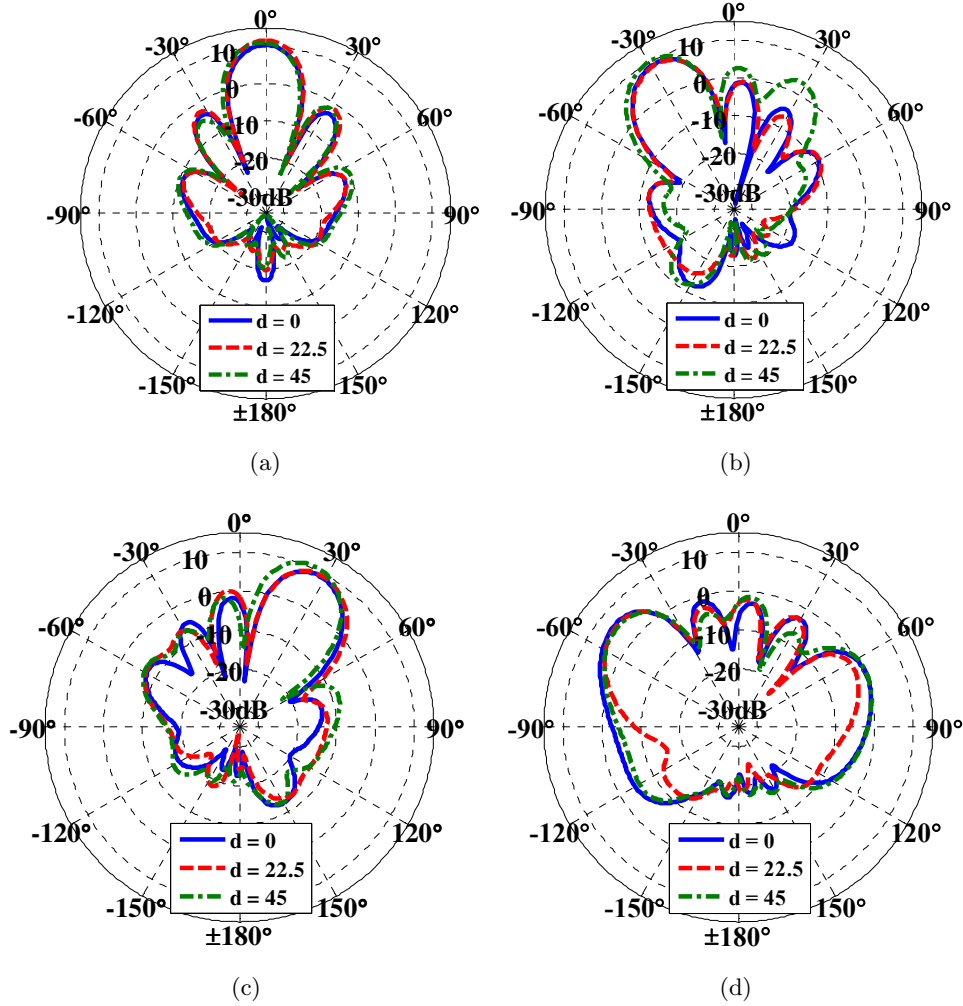 0°
-30° 10 30°
-60° 0 60°
-10
-20
-30dB
-90° 90°
-120° 120°
d = 0
d = 22.5
d = 45
-150° 150°
±180°
(a)
0°
-30° 10 30°
-60° 0 60°
-10
-20
-30dB
-90° 90°
-120° 120°
d = 0
d = 22.5
d = 45
-150° 150°
±180°
(b)
0°
-30° 10 30°
-60° 0 60°
-10
-20
-30dB
-90° 90°
-120° 120°
d = 0
d = 22.5
d = 45
-150° 150°
±180°
(c)
0°
-30° 10 30°
-60° 0 60°
-10
-20
-30dB
-90° 90°
-120° 120°
d = 0
d = 22.5
d = 45
-150° 150°
±180°
(d)